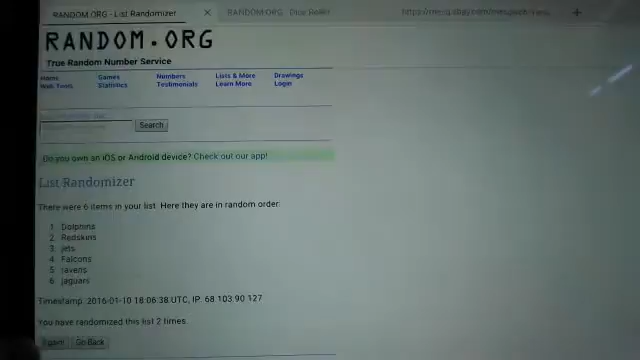 RANDOM.ORG - List Randomizer
RANDOM.ORG - Dice Roller
RANDOM.ORG
True Random Number Service
Home Games Numbers Lists & More Drawings
Web Tools Statistics Testimonials Learn More Login
Search
Do you own an iOS or Android device? Check out our app!
List Randomizer
There were 6 items in your list. Here they are in random order:
1 Dolphins
2 Redskins
3 jets
4 Falcons
5 ravens
6 jaguars
Timestamp: 2016-01-10 18:06:38 UTC, IP: 68 103 90 127
You have randomized this list 2 times.
Again! Go Back